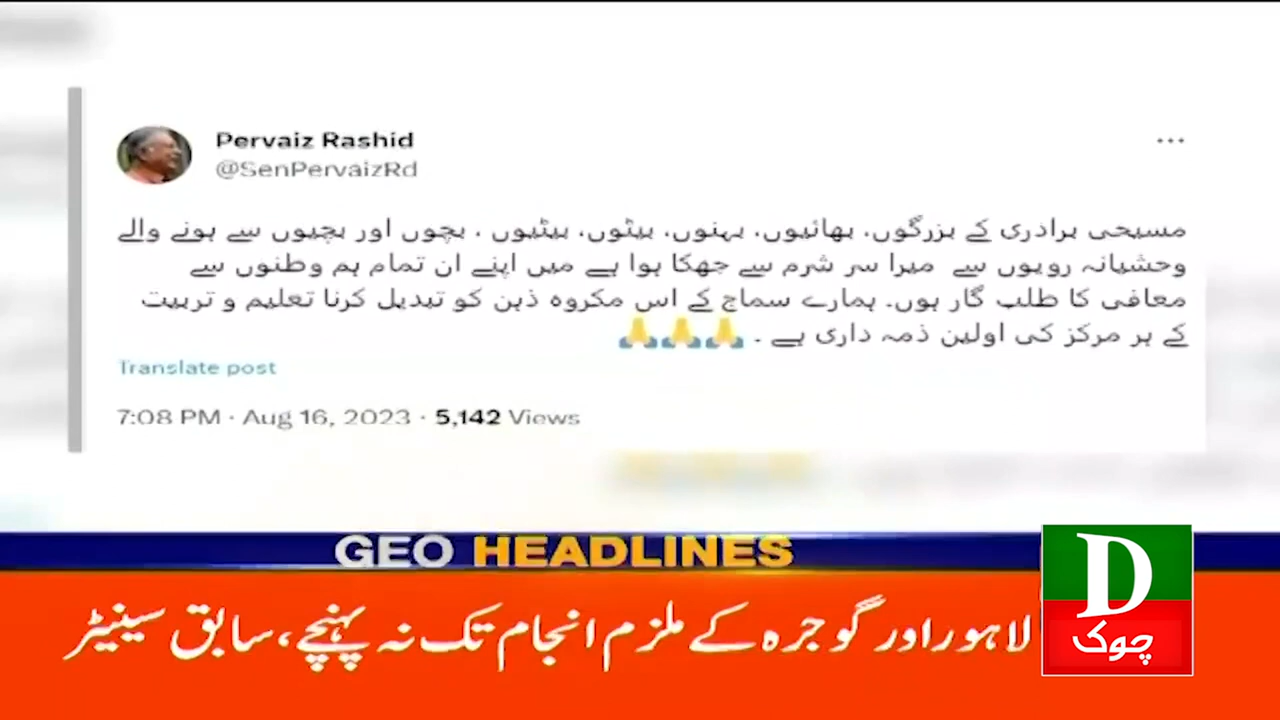 Pervaiz Rashid
@SenPervaizRd
مسیحی برادری کے بزرگوں، بھائیوں، بہنوں، بیٹوں، بیٹیوں ، بچوں اور بچیوں سے ہونے والے
وحشیانہ رویوں سے میرا سر شرم سے جھکا ہوا ہے میں اپنے ان تمام ہم وطنوں سے
معافی کا طلب گار ہوں۔ ہمارے سماج کے اس مکروہ ذہن کو تبدیل کرنا تعلیم و تربیت
کے ہر مرکز کی اولین ذمہ داری ہے ۔ 🙏🙏🙏
Translate post
7:08 PM · Aug 16, 2023 · 5,142 Views
GEO HEADLINES
لاہور اور گوجرہ کے ملزم انجام تک نہ پہنچے، سابق سینیٹر
D
چوک